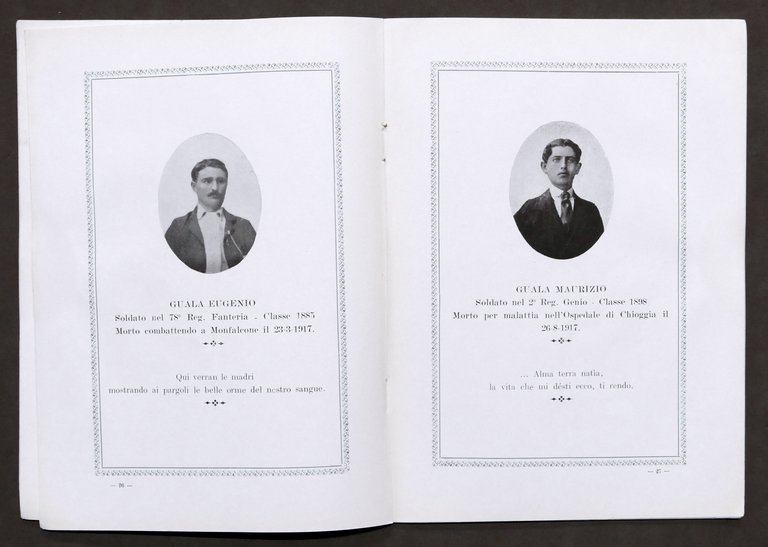 GUALA EUGENIO
Soldato nel 78° Reg. Fanteria - Classe 1885
Morto combattendo a Monfalcone il 23-3-1917.
Qui verran le madri
mostrando ai pargoli le belle orme del nostro sangue.
— 26 —
GUALA MAURIZIO
Soldato nel 2° Reg. Genio - Classe 1898
Morto per malattia nell'Ospedale di Chioggia il
26-8-1917.
... Alma terra natia,
la vita che mi désti ecco, ti rendo.
— 27 —